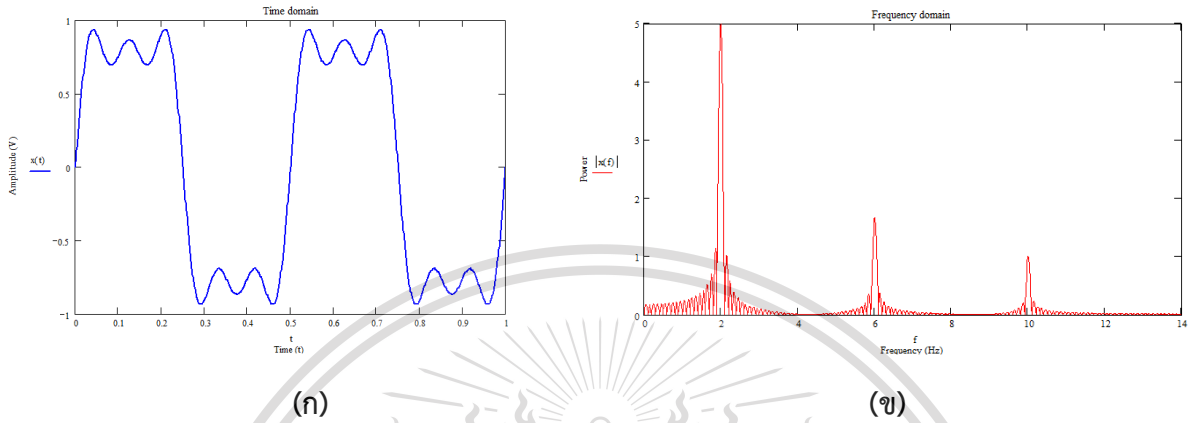 Time domain
1
0.5
0
−0.5
−1
Amplitude (V)
x(t)
0 0.1 0.2 0.3 0.4 0.5 0.6 0.7 0.8 0.9 1
t
Time (t)
(ก)
Frequency domain
5
4
3
2
1
0
Power
|x(f)|
0 2 4 6 8 10 12 14
f
Frequency (Hz)
(ข)